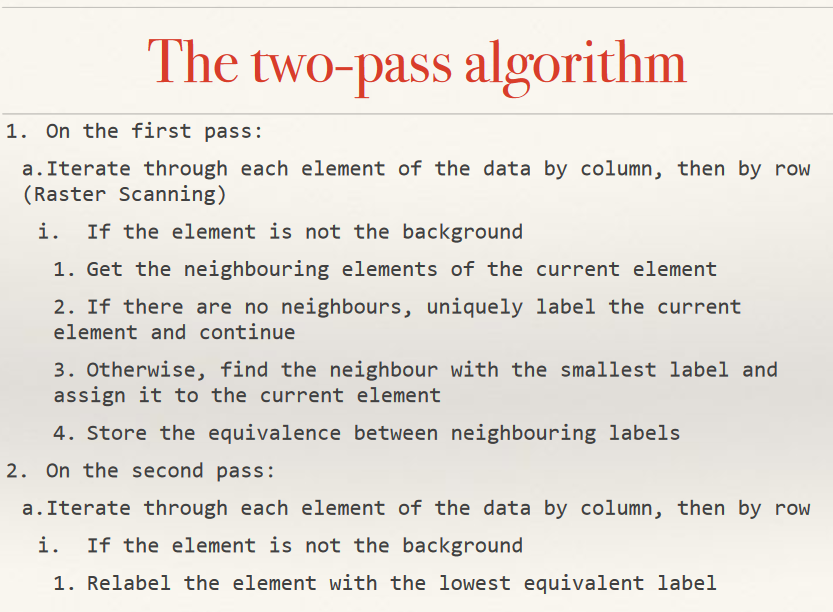 The two-pass algorithm
1. On the first pass:
a.Iterate through each element of the data by column, then by row
(Raster Scanning)
i. If the element is not the background
1. Get the neighbouring elements of the current element
2. If there are no neighbours, uniquely label the current
element and continue
3. Otherwise, find the neighbour with the smallest label and
assign it to the current element
4. Store the equivalence between neighbouring labels
2. On the second pass:
a.Iterate through each element of the data by column, then by row
i. If the element is not the background
1. Relabel the element with the lowest equivalent label